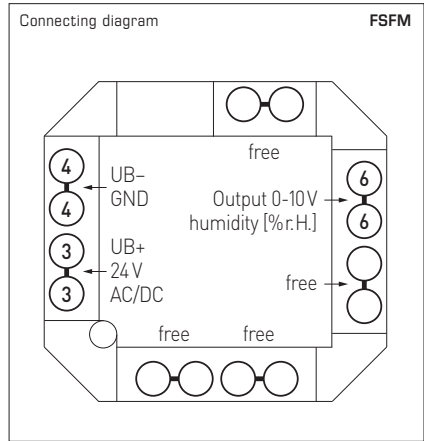 Connecting diagram FSFM
free
4
4
UB–
GND
Output 0-10 V
humidity [% r.H.]
6
6
3
3
UB+
24 V
AC/DC
free
free free